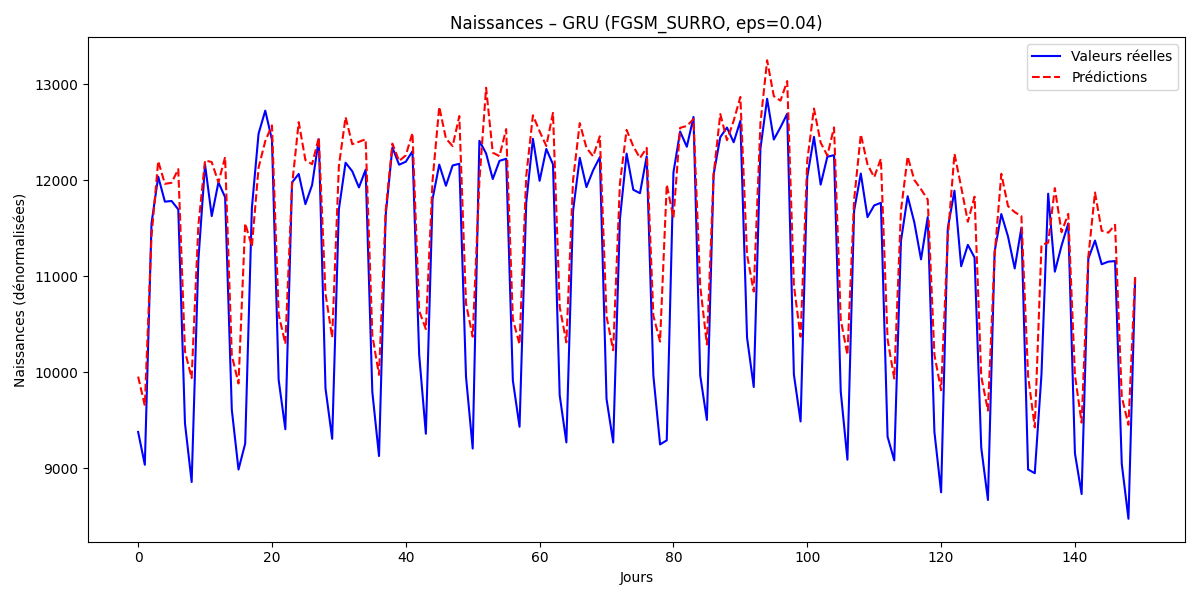 Naissances – GRU (FGSM_SURRO, eps=0.04)
Valeurs réelles
Prédictions
Naissances (dénormalisées)
13000
12000
11000
10000
9000
0 20 40 60 80 100 120 140
Jours